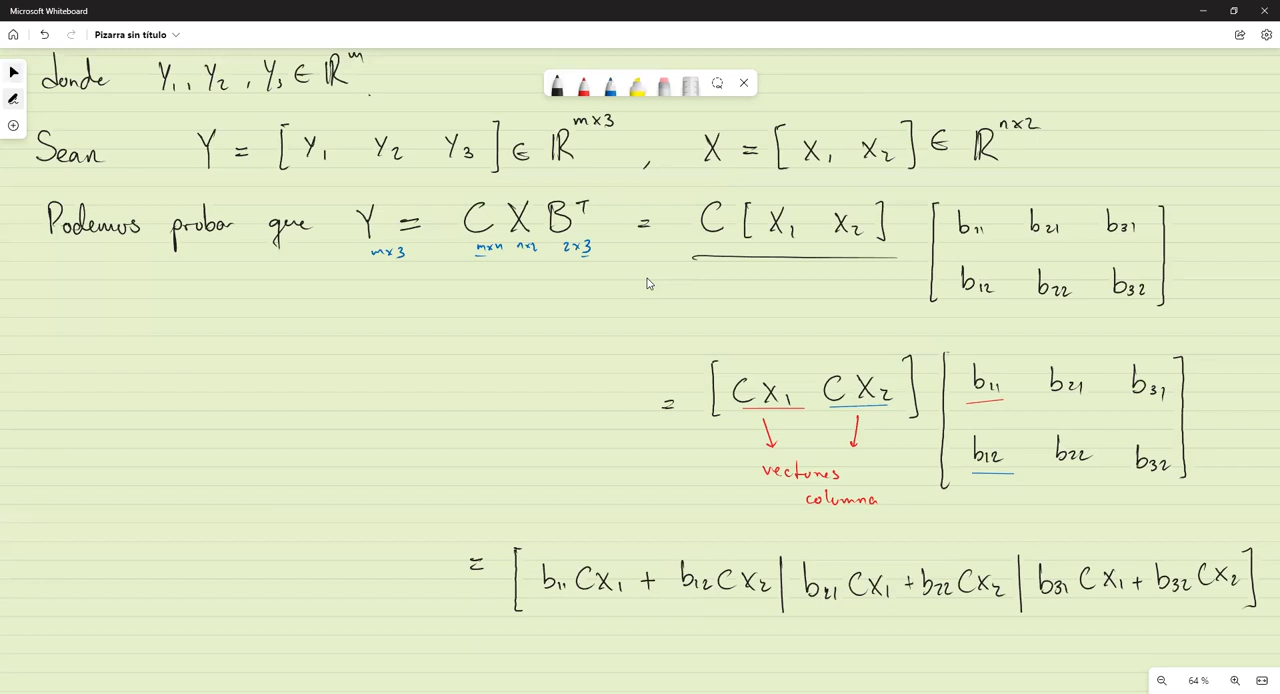 Microsoft Whiteboard
Pizarra sin título
donde Y₁, Y₂, Y₃ ∈ ℝᵐ.
Sean Y = [Y₁ Y₂ Y₃] ∈ ℝ^{m×3}, X = [X₁ X₂] ∈ ℝ^{n×2}
Podemos probar que Y = C X Bᵀ = C [X₁ X₂] [b₁₁ b₂₁ b₃₁
m×3 m×n n×2 2×3
b₁₂ b₂₂ b₃₂]
= [CX₁ CX₂] [b₁₁ b₂₁ b₃₁
b₁₂ b₂₂ b₃₂]
vectores
columna
= [b₁₁CX₁ + b₁₂CX₂ | b₂₁CX₁ + b₂₂CX₂ | b₃₁CX₁ + b₃₂CX₂]
64 %